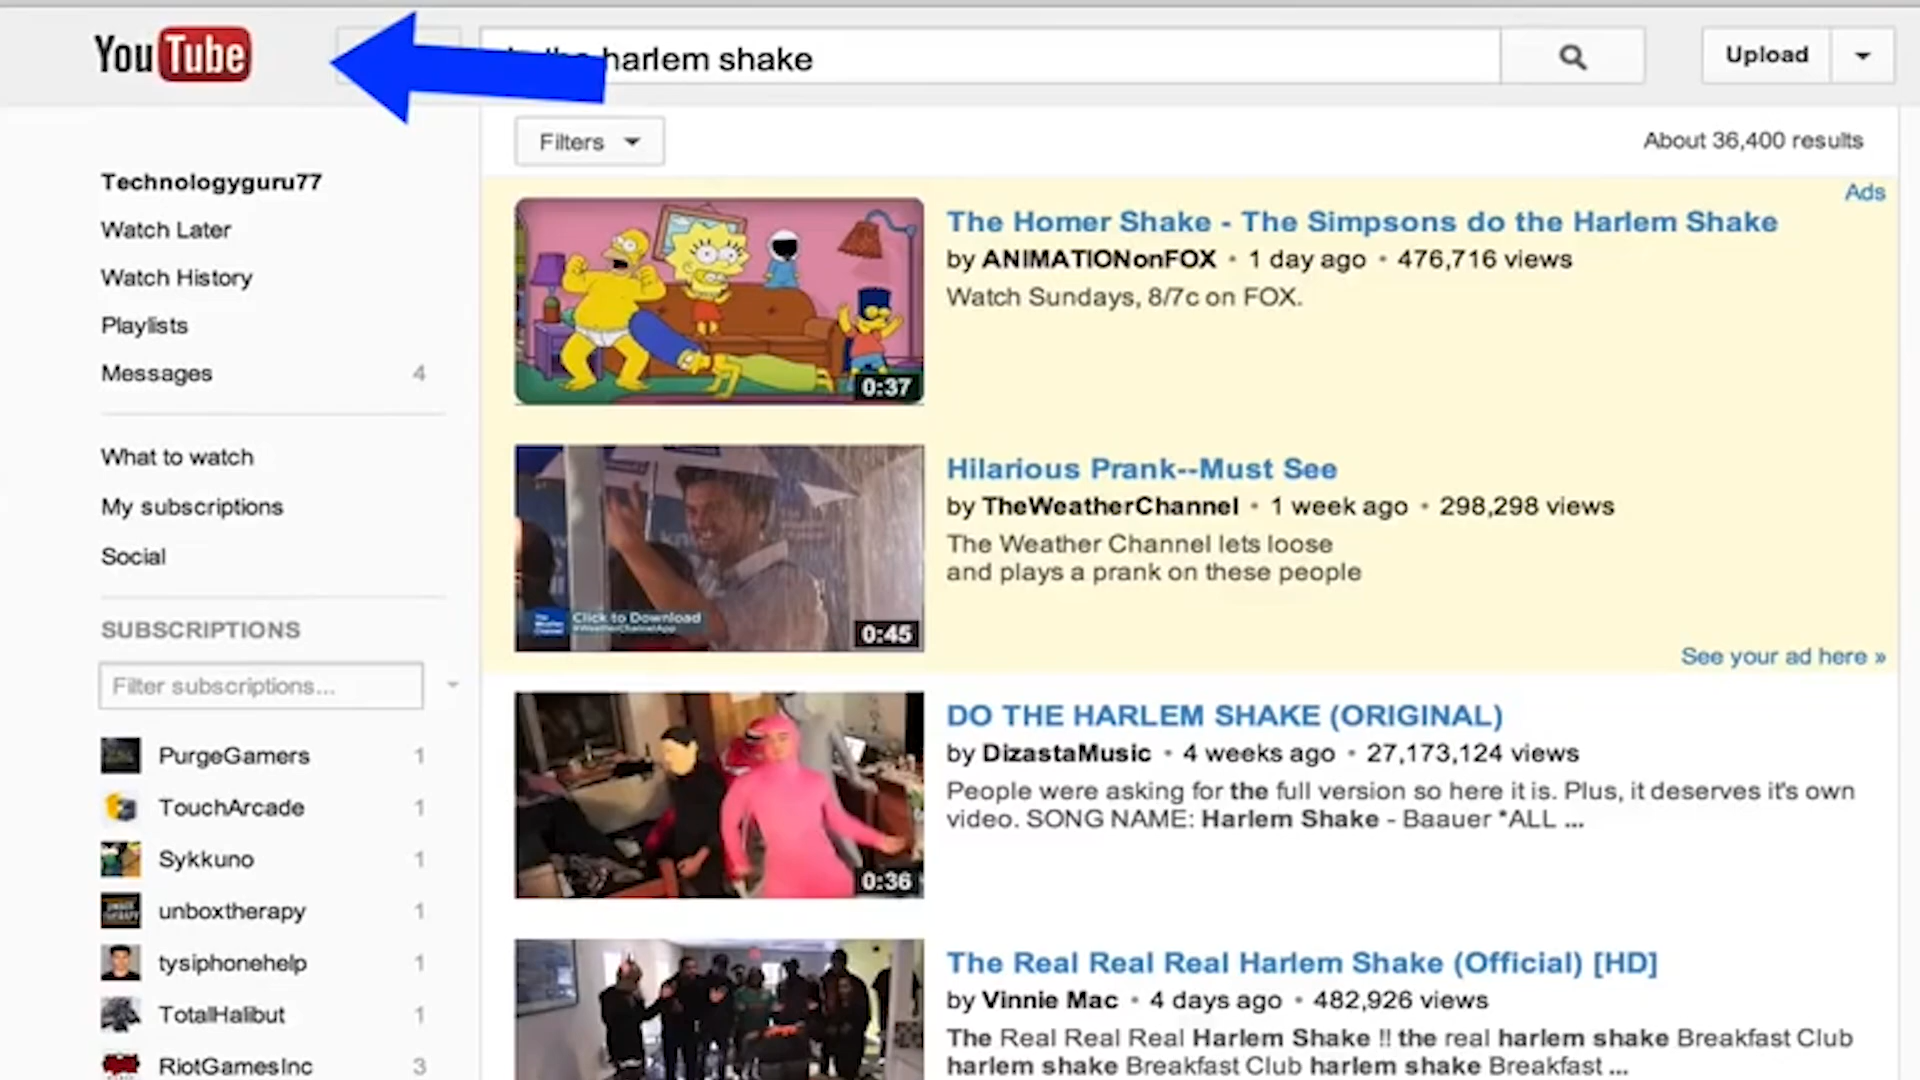 YouTube
the harlem shake
Upload
Filters
About 36,400 results
Technologyguru77
Watch Later
Watch History
Playlists
Messages 4
What to watch
My subscriptions
Social
SUBSCRIPTIONS
Filter subscriptions...
PurgeGamers 1
TouchArcade 1
Sykkuno 1
unboxtherapy 1
tysiphonehelp 1
TotalHalibut 1
RiotGamesInc 3
Ads
The Homer Shake - The Simpsons do the Harlem Shake
by ANIMATIONonFOX • 1 day ago • 476,716 views
Watch Sundays, 8/7c on FOX.
0:37
Hilarious Prank--Must See
by TheWeatherChannel • 1 week ago • 298,298 views
The Weather Channel lets loose
and plays a prank on these people
The Weather Channel
Click to Download
#WeatherChannelApp
0:45
See your ad here »
DO THE HARLEM SHAKE (ORIGINAL)
by DizastaMusic • 4 weeks ago • 27,173,124 views
People were asking for the full version so here it is. Plus, it deserves it's own
video. SONG NAME: Harlem Shake - Baauer *ALL ...
0:36
The Real Real Real Harlem Shake (Official) [HD]
by Vinnie Mac • 4 days ago • 482,926 views
The Real Real Real Harlem Shake !! the real harlem shake Breakfast Club
harlem shake Breakfast Club harlem shake Breakfast ...